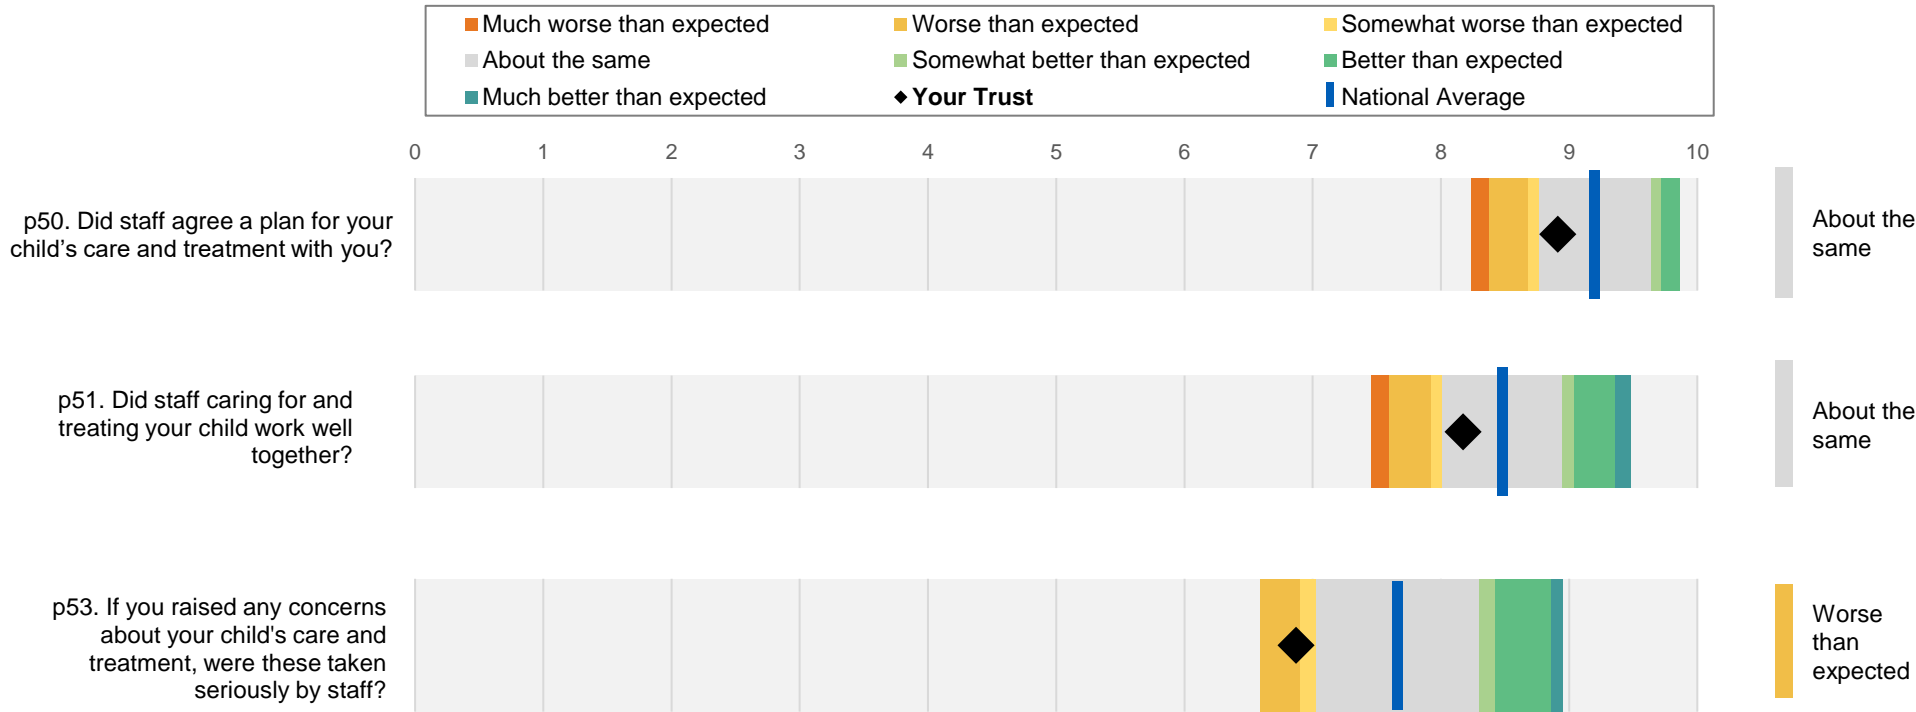 Much worse than expected
Worse than expected
Somewhat worse than expected
About the same
Somewhat better than expected
Better than expected
Much better than expected
Your Trust
National Average
0 1 2 3 4 5 6 7 8 9 10
p50. Did staff agree a plan for your
child’s care and treatment with you?
About the
same
p51. Did staff caring for and
treating your child work well
together?
About the
same
p53. If you raised any concerns
about your child's care and
treatment, were these taken
seriously by staff?
Worse
than
expected